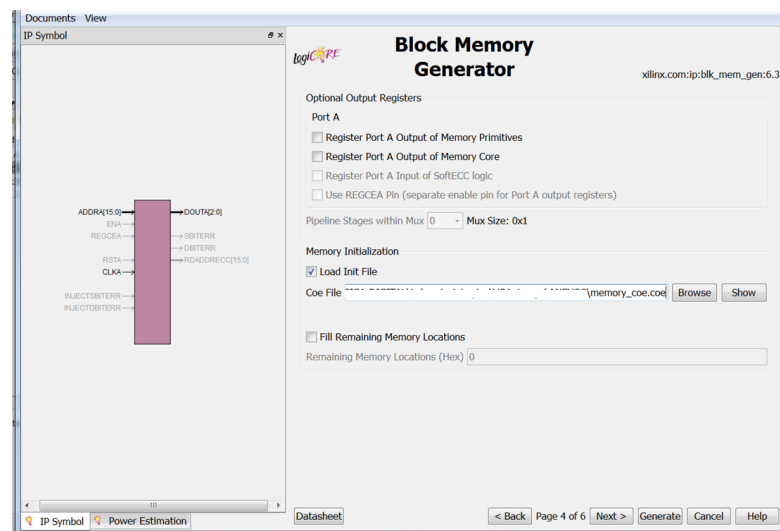 Documents View
IP Symbol
LogiCORE
Block Memory
Generator
xilinx.com:ip:blk_mem_gen:6.3
Optional Output Registers
Port A
Register Port A Output of Memory Primitives
Register Port A Output of Memory Core
Register Port A Input of SoftECC logic
Use REGCEA Pin (separate enable pin for Port A output registers)
Pipeline Stages within Mux 0 Mux Size: 0x1
ADDRA[15:0] DOUTA[2:0]
ENA
REGCEA SBITERR
DBITERR
RSTA RDADDRECC[15:0]
CLKA
INJECTSBITERR
INJECTDBITERR
Memory Initialization
Load Init File
Coe File \memory_coe.coe Browse Show
Fill Remaining Memory Locations
Remaining Memory Locations (Hex) 0
IP Symbol Power Estimation
Datasheet < Back Page 4 of 6 Next > Generate Cancel Help